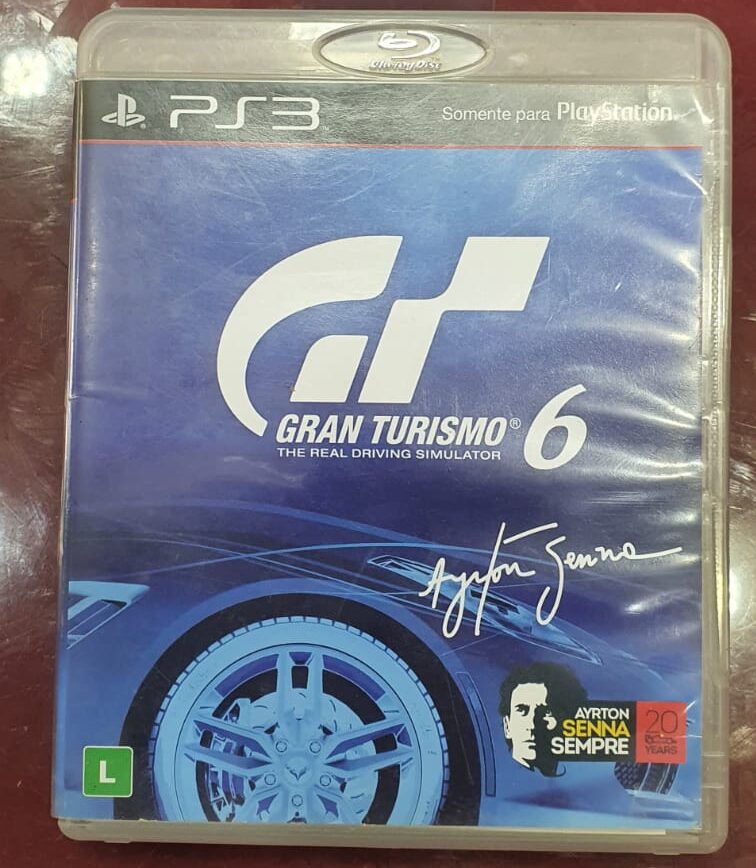 Blu-ray Disc
PS3
Somente para PlayStation
GT
GRAN TURISMO® 6
THE REAL DRIVING SIMULATOR
Ayrton Senna
AYRTON
SENNA
SEMPRE
20
YEARS
L